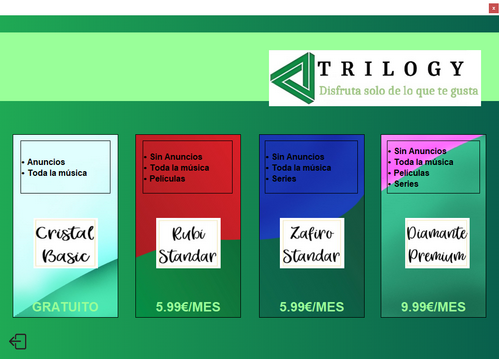 x
TRILOGY
Disfruta solo de lo que te gusta
• Anuncios
• Toda la música
Cristal
Basic
GRATUITO
• Sin Anuncios
• Toda la música
• Películas
Rubi
Standar
5.99€/MES
• Sin Anuncios
• Toda la música
• Series
Zafiro
Standar
5.99€/MES
• Sin Anuncios
• Toda la música
• Películas
• Series
Diamante
Premium
9.99€/MES